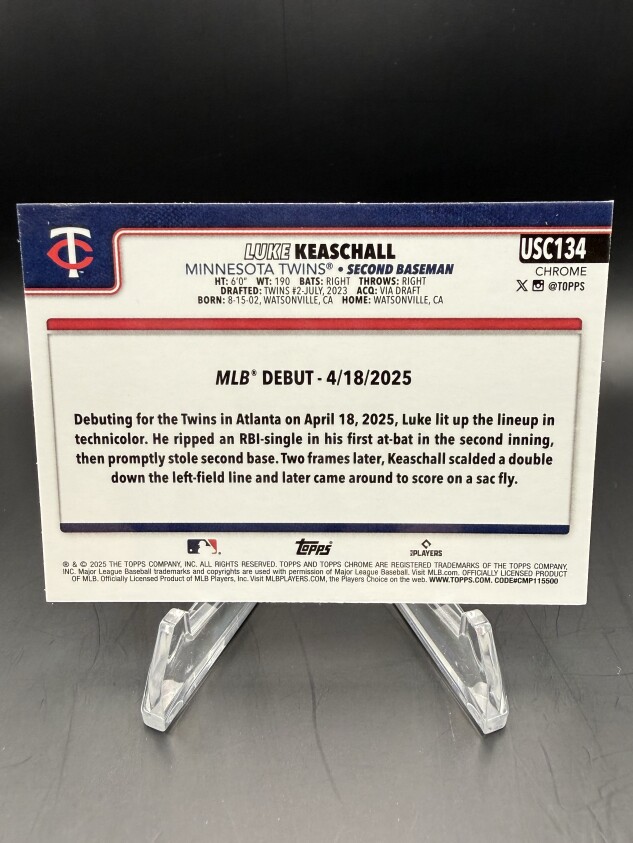 TC
LUKE KEASCHALL
USC134
MINNESOTA TWINS® • SECOND BASEMAN
CHROME
HT: 6'0" WT: 190 BATS: RIGHT THROWS: RIGHT
@TOPPS
DRAFTED: TWINS #2-JULY, 2023 ACQ: VIA DRAFT
BORN: 8-15-02, WATSONVILLE, CA HOME: WATSONVILLE, CA
MLB® DEBUT - 4/18/2025
Debuting for the Twins in Atlanta on April 18, 2025, Luke lit up the lineup in
technicolor. He ripped an RBI-single in his first at-bat in the second inning,
then promptly stole second base. Two frames later, Keaschall scalded a double
down the left-field line and later came around to score on a sac fly.
Topps
PLAYERS
® & © 2025 THE TOPPS COMPANY, INC. ALL RIGHTS RESERVED. TOPPS AND TOPPS CHROME ARE REGISTERED TRADEMARKS OF THE TOPPS COMPANY,
INC. Major League Baseball trademarks and copyrights are used with permission of Major League Baseball. Visit MLB.com. OFFICIALLY LICENSED PRODUCT
OF MLB. Officially Licensed Product of MLB Players, Inc. Visit MLBPLAYERS.COM, the Players Choice on the web. WWW.TOPPS.COM. CODE#CMP115500